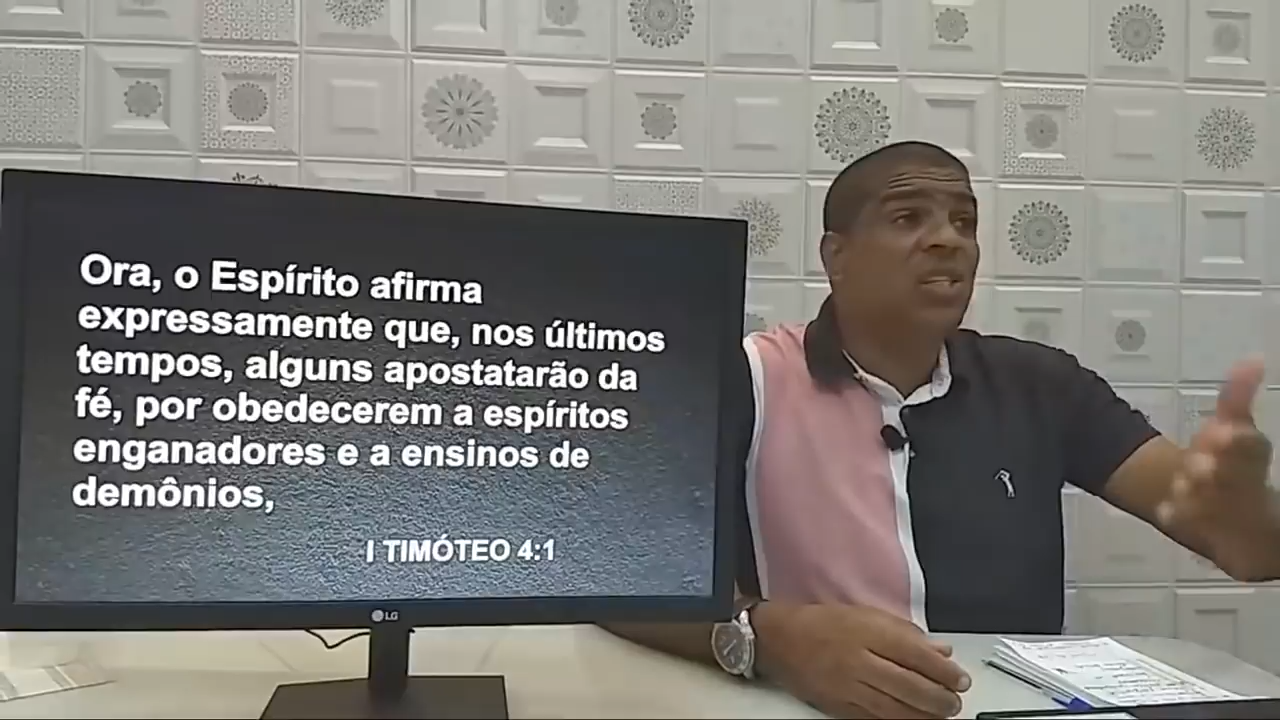 Ora, o Espírito afirma
expressamente que, nos últimos
tempos, alguns apostatarão da
fé, por obedecerem a espíritos
enganadores e a ensinos de
demônios,
I TIMÓTEO 4:1
LG